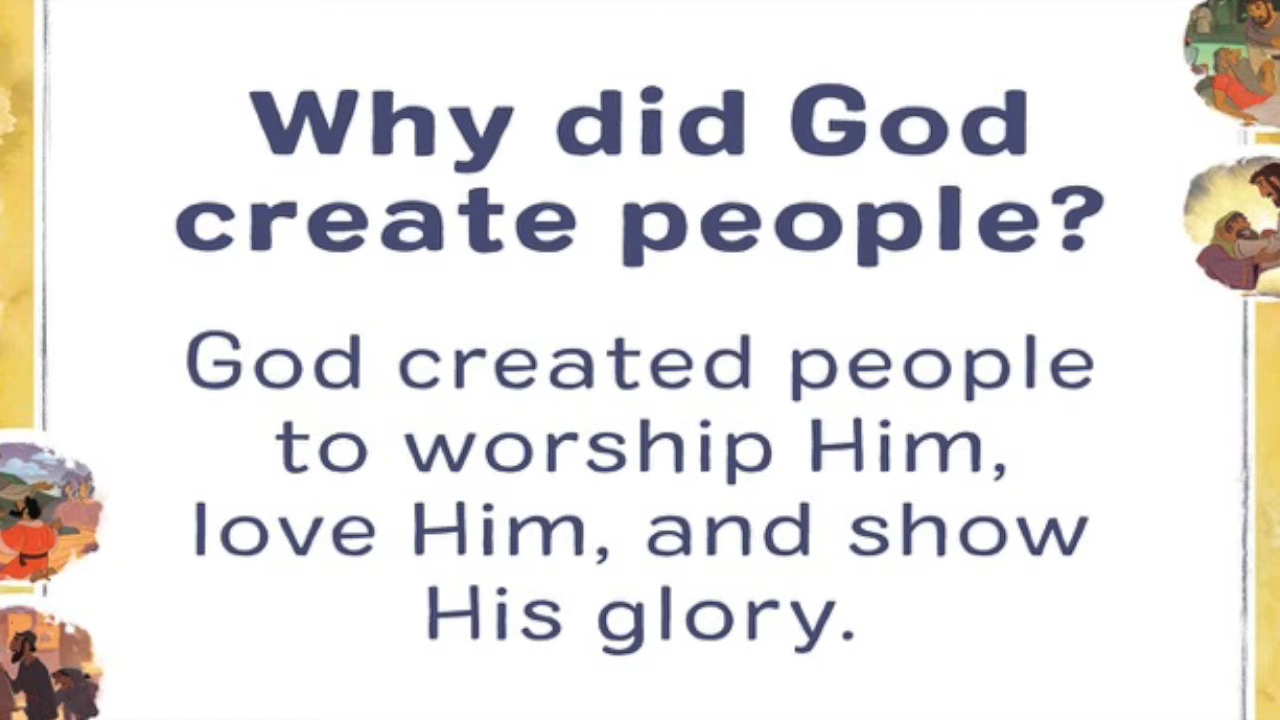 Why did God
create people?
God created people
to worship Him,
love Him, and show
His glory.